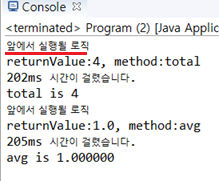 Console
<terminated> Program (2) [Java Applic
앞에서 실행될 로직
returnValue:4, method:total
202ms 시간이 걸렸습니다.
total is 4
앞에서 실행될 로직
returnValue:1.0, method:avg
205ms 시간이 걸렸습니다.
avg is 1.000000